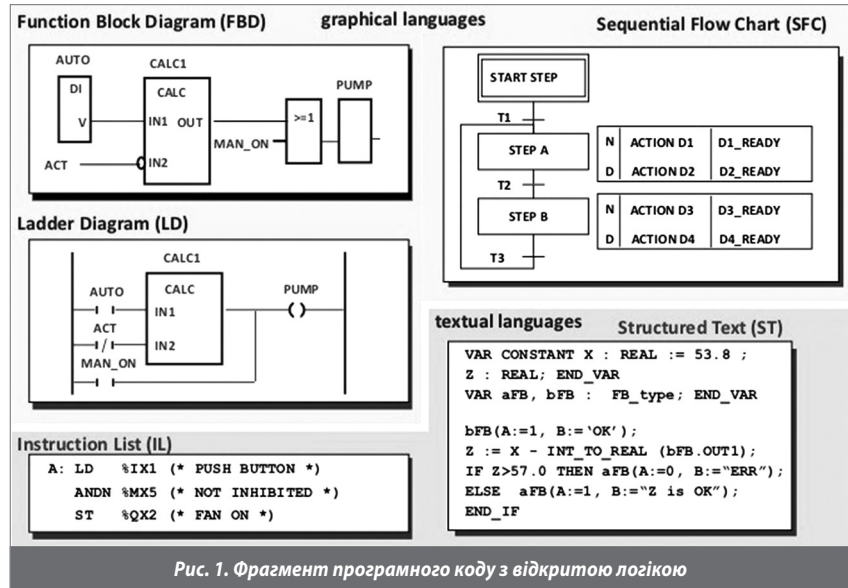 Function Block Diagram (FBD)
graphical languages
Sequential Flow Chart (SFC)
AUTO
CALC1
DI
CALC
PUMP
V
IN1 OUT
>=1
MAN_ON
ACT
IN2
START STEP
T1
STEP A
N ACTION D1 D1_READY
D ACTION D2 D2_READY
T2
STEP B
N ACTION D3 D3_READY
D ACTION D4 D4_READY
T3
Ladder Diagram (LD)
CALC1
AUTO
CALC
PUMP
IN1
ACT
IN2
MAN_ON
textual languages
Structured Text (ST)
VAR CONSTANT X : REAL := 53.8 ;
Z : REAL; END_VAR
VAR aFB, bFB : FB_type; END_VAR
bFB(A:=1, B:=‘OK’);
Z := X - INT_TO_REAL (bFB.OUT1);
IF Z>57.0 THEN aFB(A:=0, B:=“ERR”);
ELSE aFB(A:=1, B:=“Z is OK”);
END_IF
Instruction List (IL)
A: LD %IX1 (* PUSH BUTTON *)
ANDN %MX5 (* NOT INHIBITED *)
ST %QX2 (* FAN ON *)
Рис. 1. Фрагмент програмного коду з відкритою логікою